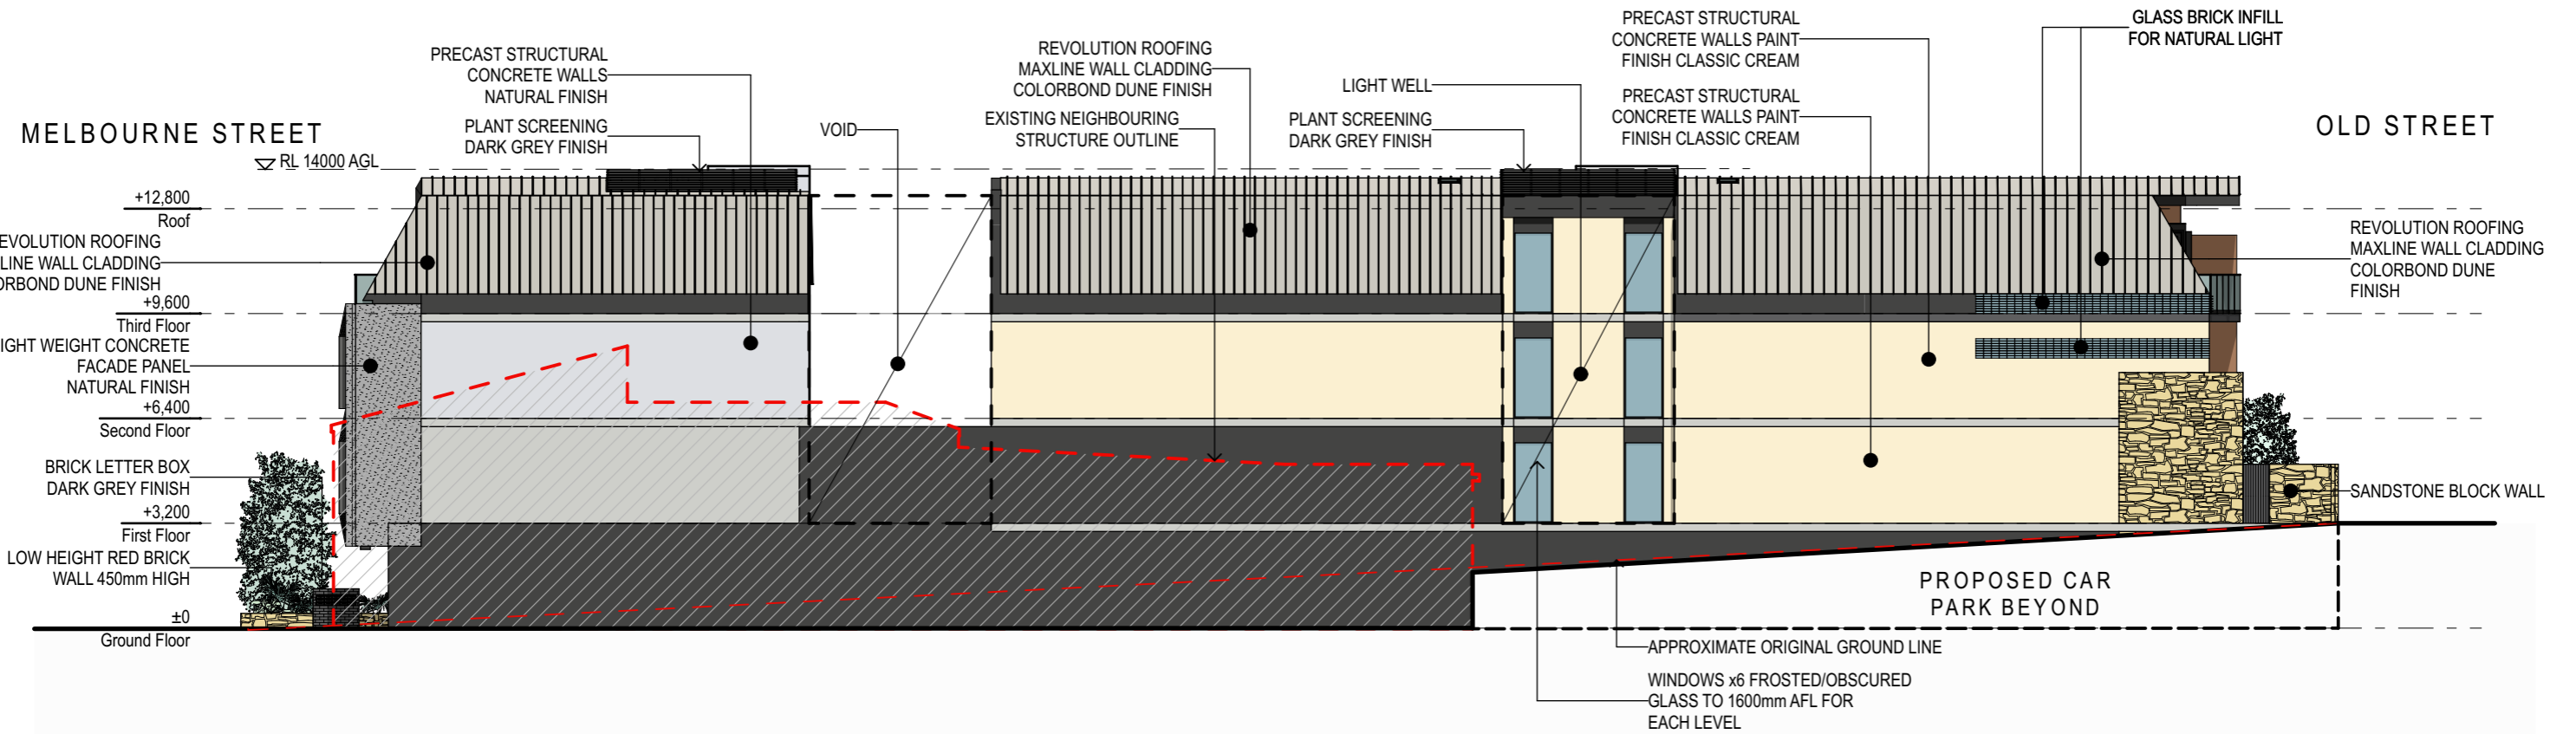 PRECAST STRUCTURAL
CONCRETE WALLS
NATURAL FINISH
PLANT SCREENING
DARK GREY FINISH
MELBOURNE STREET
RL 14000 AGL
VOID
REVOLUTION ROOFING
MAXLINE WALL CLADDING
COLORBOND DUNE FINISH
EXISTING NEIGHBOURING
STRUCTURE OUTLINE
LIGHT WELL
PLANT SCREENING
DARK GREY FINISH
PRECAST STRUCTURAL
CONCRETE WALLS PAINT
FINISH CLASSIC CREAM
PRECAST STRUCTURAL
CONCRETE WALLS PAINT
FINISH CLASSIC CREAM
GLASS BRICK INFILL
FOR NATURAL LIGHT
OLD STREET
+12,800
Roof
EVOLUTION ROOFING
LINE WALL CLADDING
ORBOND DUNE FINISH
+9,600
Third Floor
IGHT WEIGHT CONCRETE
FACADE PANEL
NATURAL FINISH
+6,400
Second Floor
BRICK LETTER BOX
DARK GREY FINISH
+3,200
First Floor
LOW HEIGHT RED BRICK
WALL 450mm HIGH
±0
Ground Floor
REVOLUTION ROOFING
MAXLINE WALL CLADDING
COLORBOND DUNE
FINISH
SANDSTONE BLOCK WALL
PROPOSED CAR
PARK BEYOND
APPROXIMATE ORIGINAL GROUND LINE
WINDOWS x6 FROSTED/OBSCURED
GLASS TO 1600mm AFL FOR
EACH LEVEL